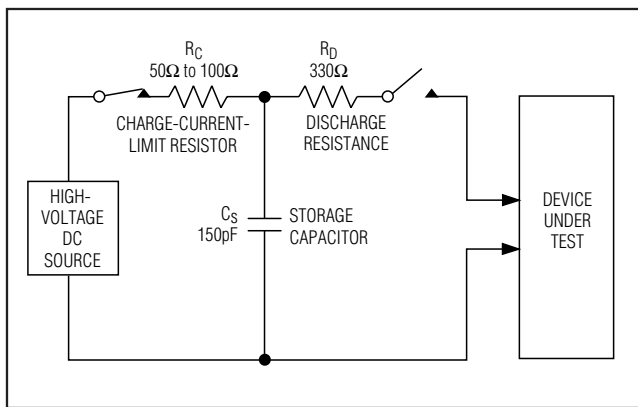 R_C
50Ω to 100Ω
CHARGE-CURRENT-
LIMIT RESISTOR
R_D
330Ω
DISCHARGE
RESISTANCE
HIGH-
VOLTAGE
DC
SOURCE
C_S
150pF
STORAGE
CAPACITOR
DEVICE
UNDER
TEST